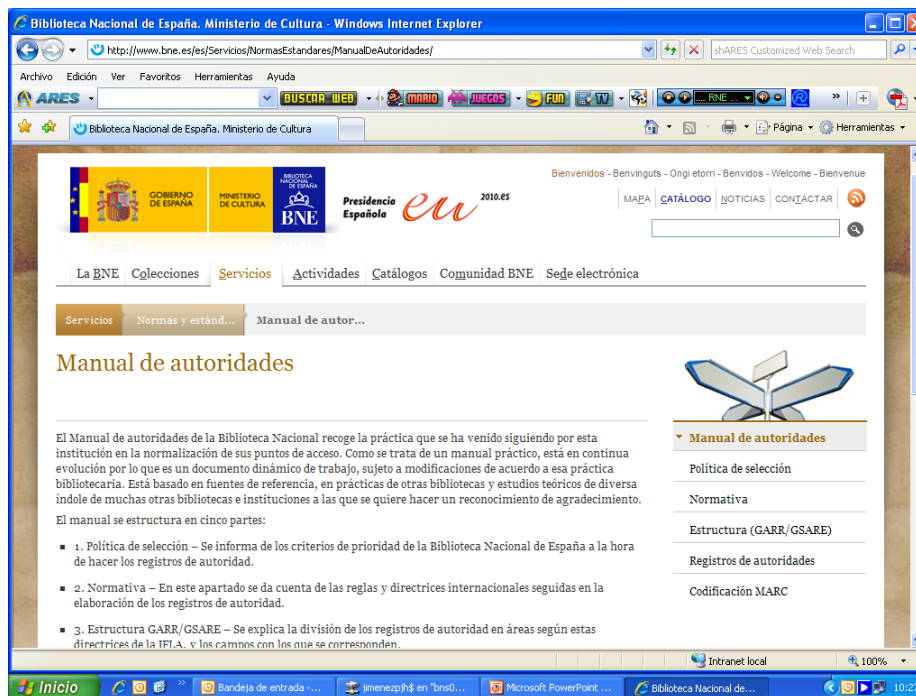 Biblioteca Nacional de España. Ministerio de Cultura - Windows Internet Explorer
http://www.bne.es/es/Servicios/NormasEstandares/ManualDeAutoridades/
shARES Customized Web Search
Archivo Edición Ver Favoritos Herramientas Ayuda
ARES BUSCAR WEB MARIO JUEGOS FUN TV RNE ...
Biblioteca Nacional de España. Ministerio de Cultura
Página Herramientas
Bienvenidos - Benvinguts - Ongi etorri - Benvidos - Welcome - Bienvenue
GOBIERNO DE ESPAÑA
MINISTERIO DE CULTURA
BIBLIOTECA NACIONAL DE ESPAÑA
BNE
Presidencia Española eu 2010.es
MAPA CATÁLOGO NOTICIAS CONTACTAR
La BNE Colecciones Servicios Actividades Catálogos Comunidad BNE Sede electrónica
Servicios Normas y estánd... Manual de autor...
Manual de autoridades
El Manual de autoridades de la Biblioteca Nacional recoge la práctica que se ha venido siguiendo por esta
institución en la normalización de sus puntos de acceso. Como se trata de un manual práctico, está en continua
evolución por lo que es un documento dinámico de trabajo, sujeto a modificaciones de acuerdo a esa práctica
bibliotecaria. Está basado en fuentes de referencia, en prácticas de otras bibliotecas y estudios teóricos de diversa
índole de muchas otras bibliotecas e instituciones a las que se quiere hacer un reconocimiento de agradecimiento.
El manual se estructura en cinco partes:
1. Política de selección – Se informa de los criterios de prioridad de la Biblioteca Nacional de España a la hora
de hacer los registros de autoridad.
2. Normativa – En este apartado se da cuenta de las reglas y directrices internacionales seguidas en la
elaboración de los registros de autoridad.
3. Estructura GARR/GSARE – Se explica la división de los registros de autoridad en áreas según estas
directrices de la IFLA, y los campos con los que se corresponden.
Manual de autoridades
Política de selección
Normativa
Estructura (GARR/GSARE)
Registros de autoridades
Codificación MARC
Intranet local 100%
Inicio Bandeja de entrada -... jimenezpjh$ en "bns0... Microsoft PowerPoint ... Biblioteca Nacional de...